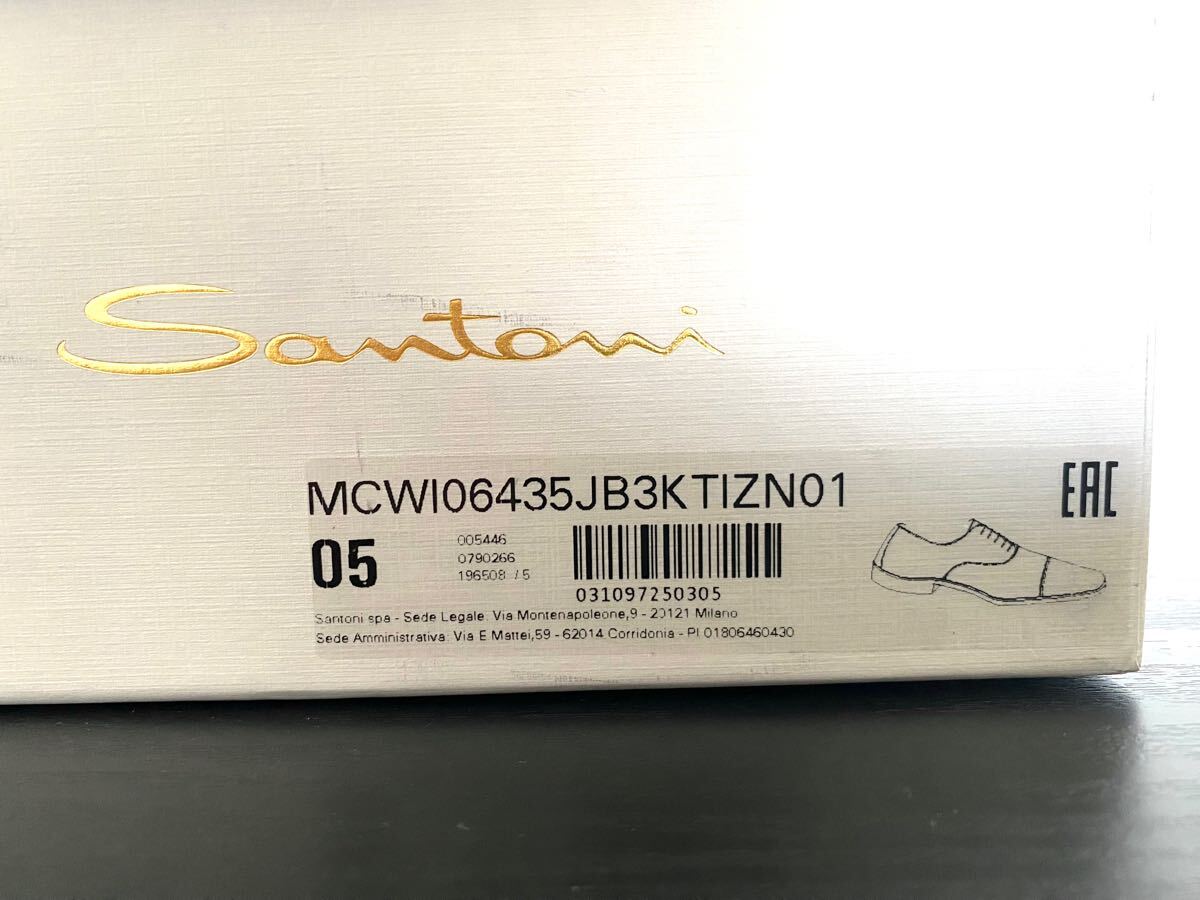 Santoni
MCWI06435JB3KTIZN01
EAC
05
005446
0790266
196508 / 5
031097250305
Santoni spa - Sede Legale: Via Montenapoleone,9 - 20121 Milano
Sede Amministrativa: Via E Mattei,59 - 62014 Corridonia - PI 01806460430